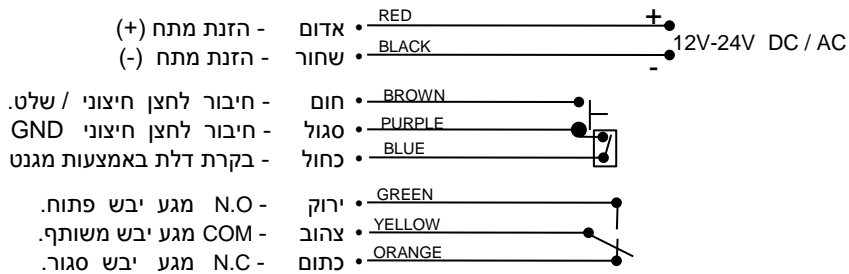 אדום - הזנת מתח (+) RED + 12V-24V DC / AC
שחור - הזנת מתח (-) BLACK -
חום - חיבור לחצן חיצוני / שלט. BROWN
סגול - חיבור לחצן חיצוני GND PURPLE
כחול - בקרת דלת באמצעות מגנט BLUE
ירוק - N.O מגע יבש פתוח. GREEN
צהוב - COM מגע יבש משותף. YELLOW
כתום - N.C מגע יבש סגור. ORANGE